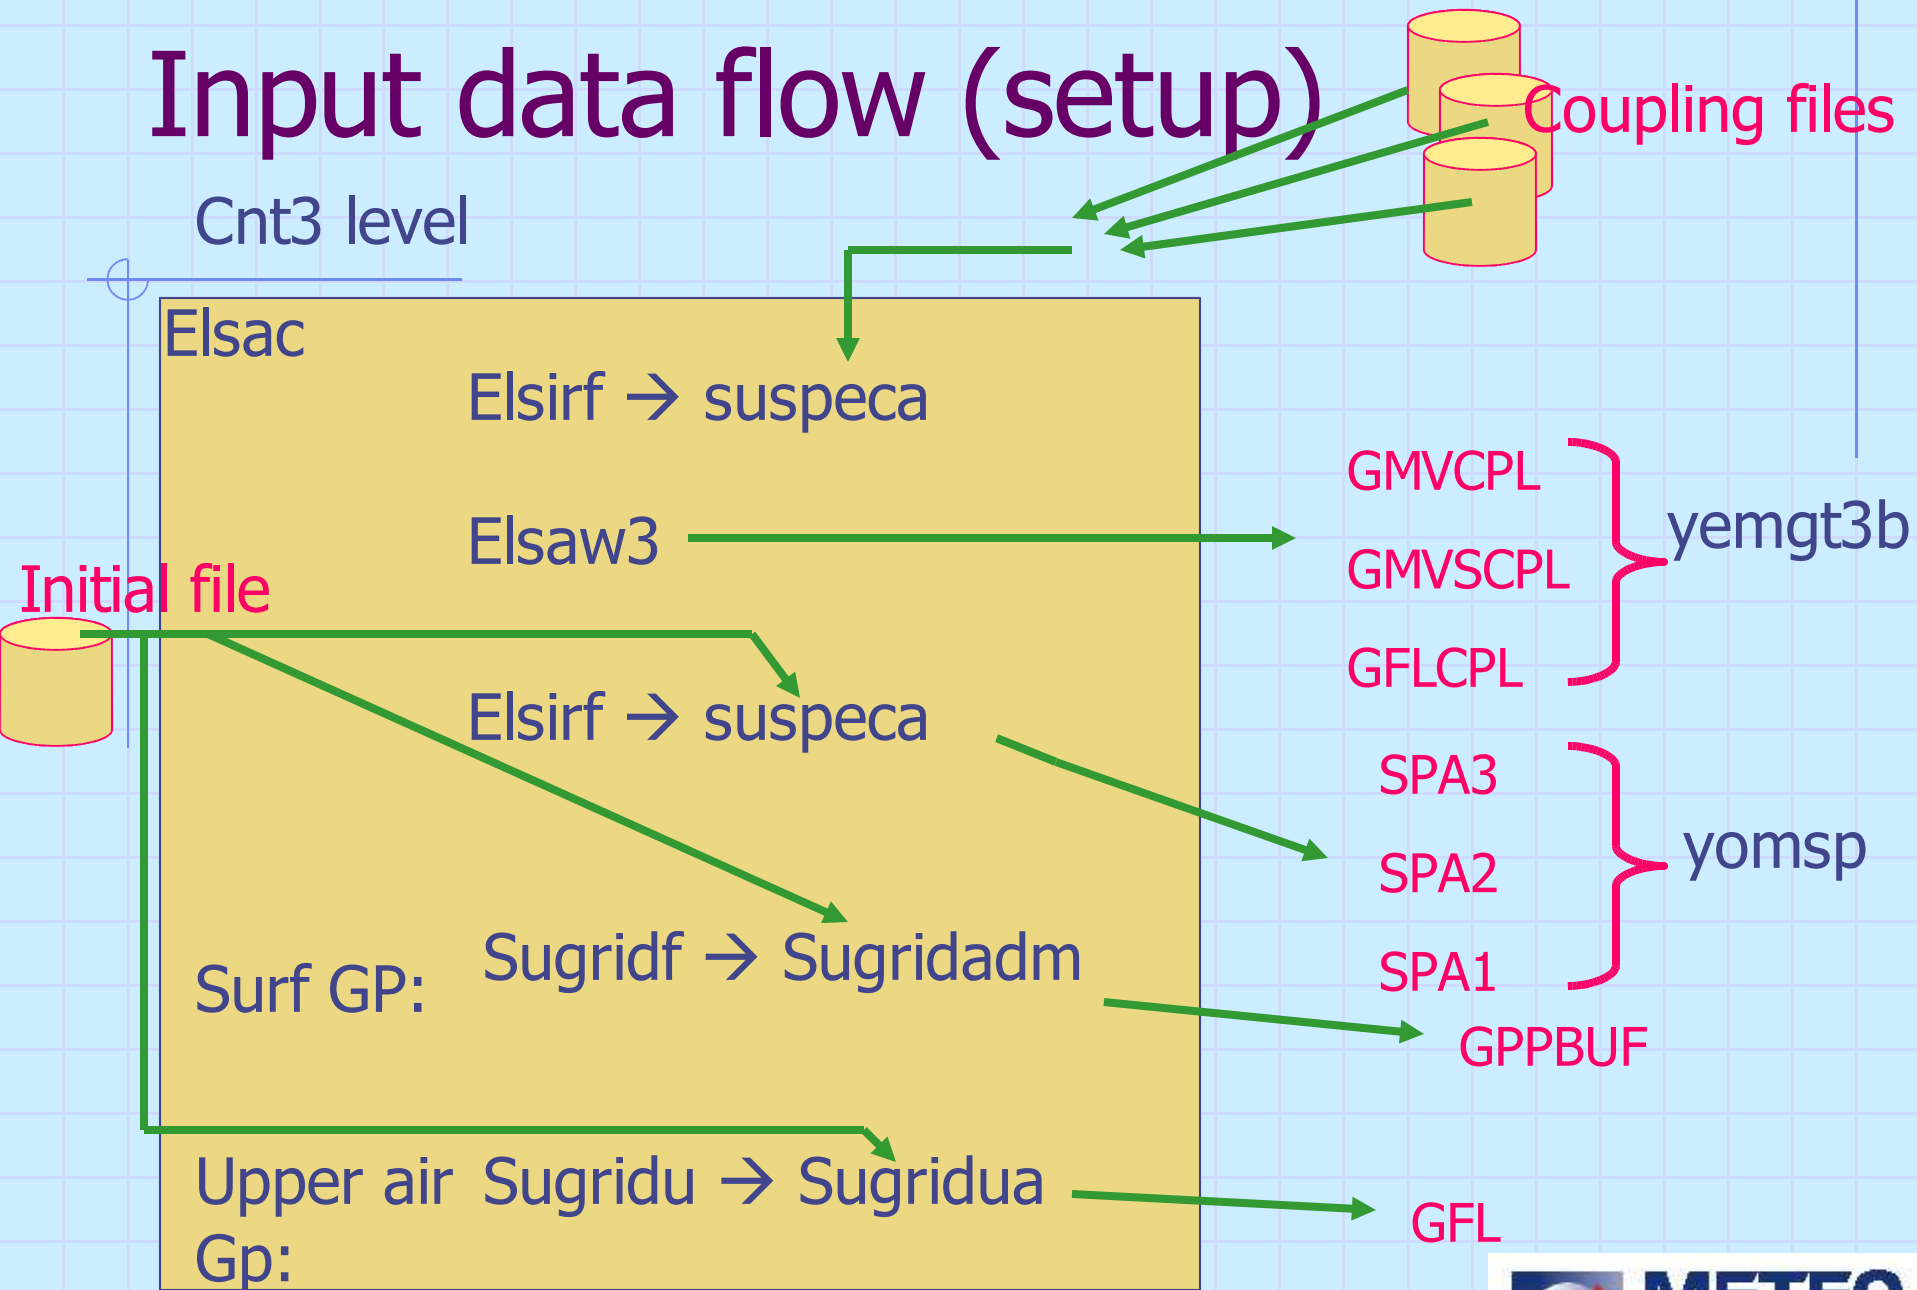 Input data flow (setup)
Coupling files
Cnt3 level
Elsac
Elsirf → suspeca
GMVCPL
yemgt3b
Elsaw3
GMVSCPL
Initial file
GFLCPL
Elsirf → suspeca
SPA3
yomsp
SPA2
Sugridf → Sugridadm
SPA1
Surf GP:
GPPBUF
Upper air Sugridu → Sugridua
GFL
Gp:
METEO